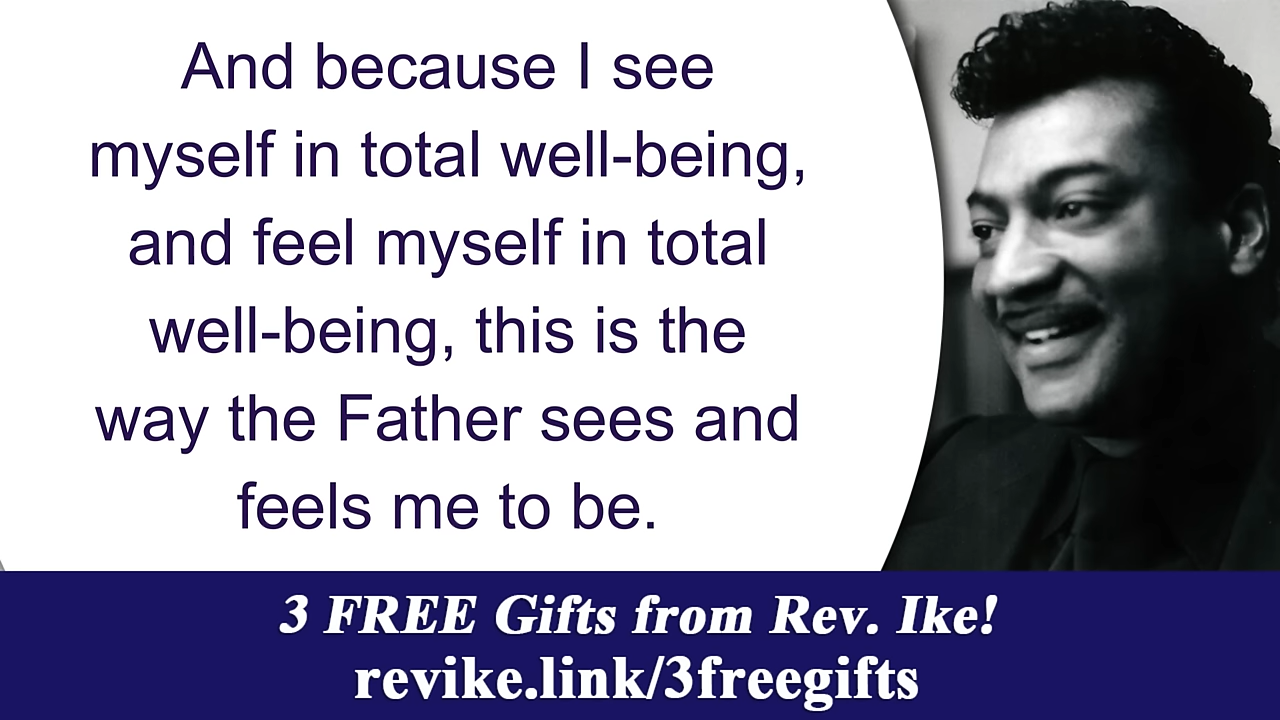 And because I see
myself in total well-being,
and feel myself in total
well-being, this is the
way the Father sees and
feels me to be.
3 FREE Gifts from Rev. Ike!
revike.link/3freegifts